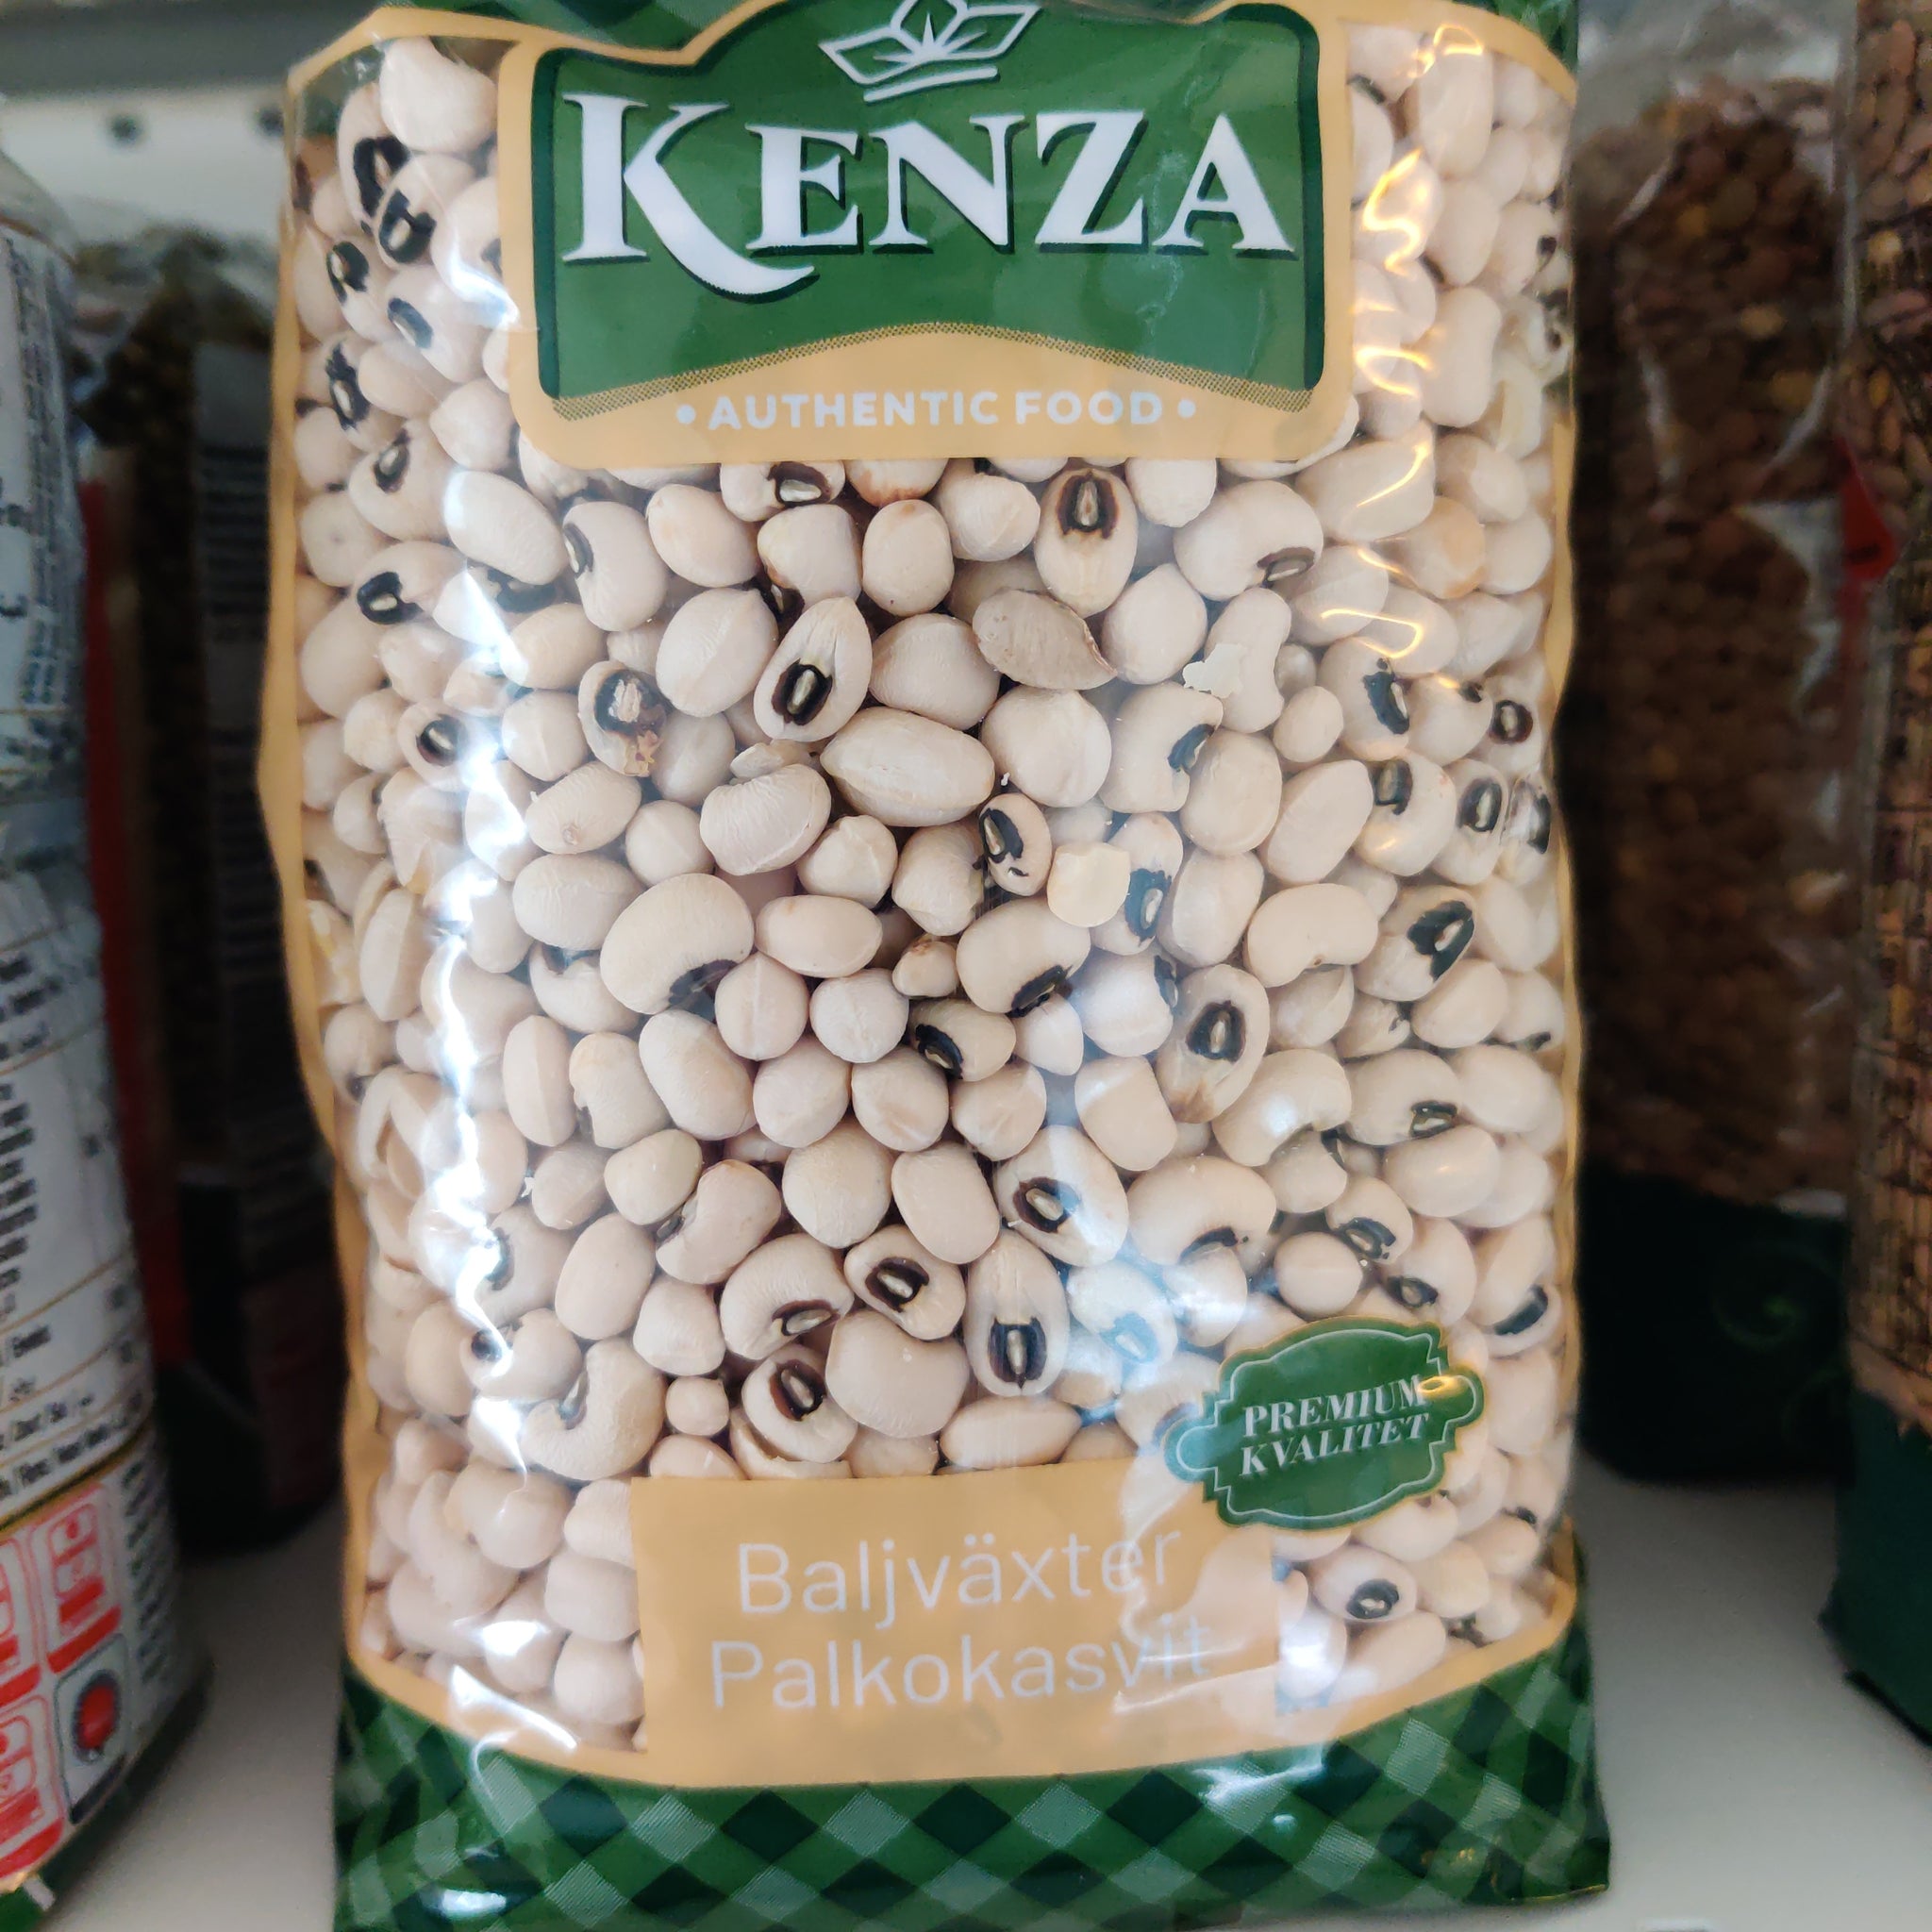 KENZA
• AUTHENTIC FOOD •
PREMIUM
KVALITET
Baljväxter
Palkokasvit